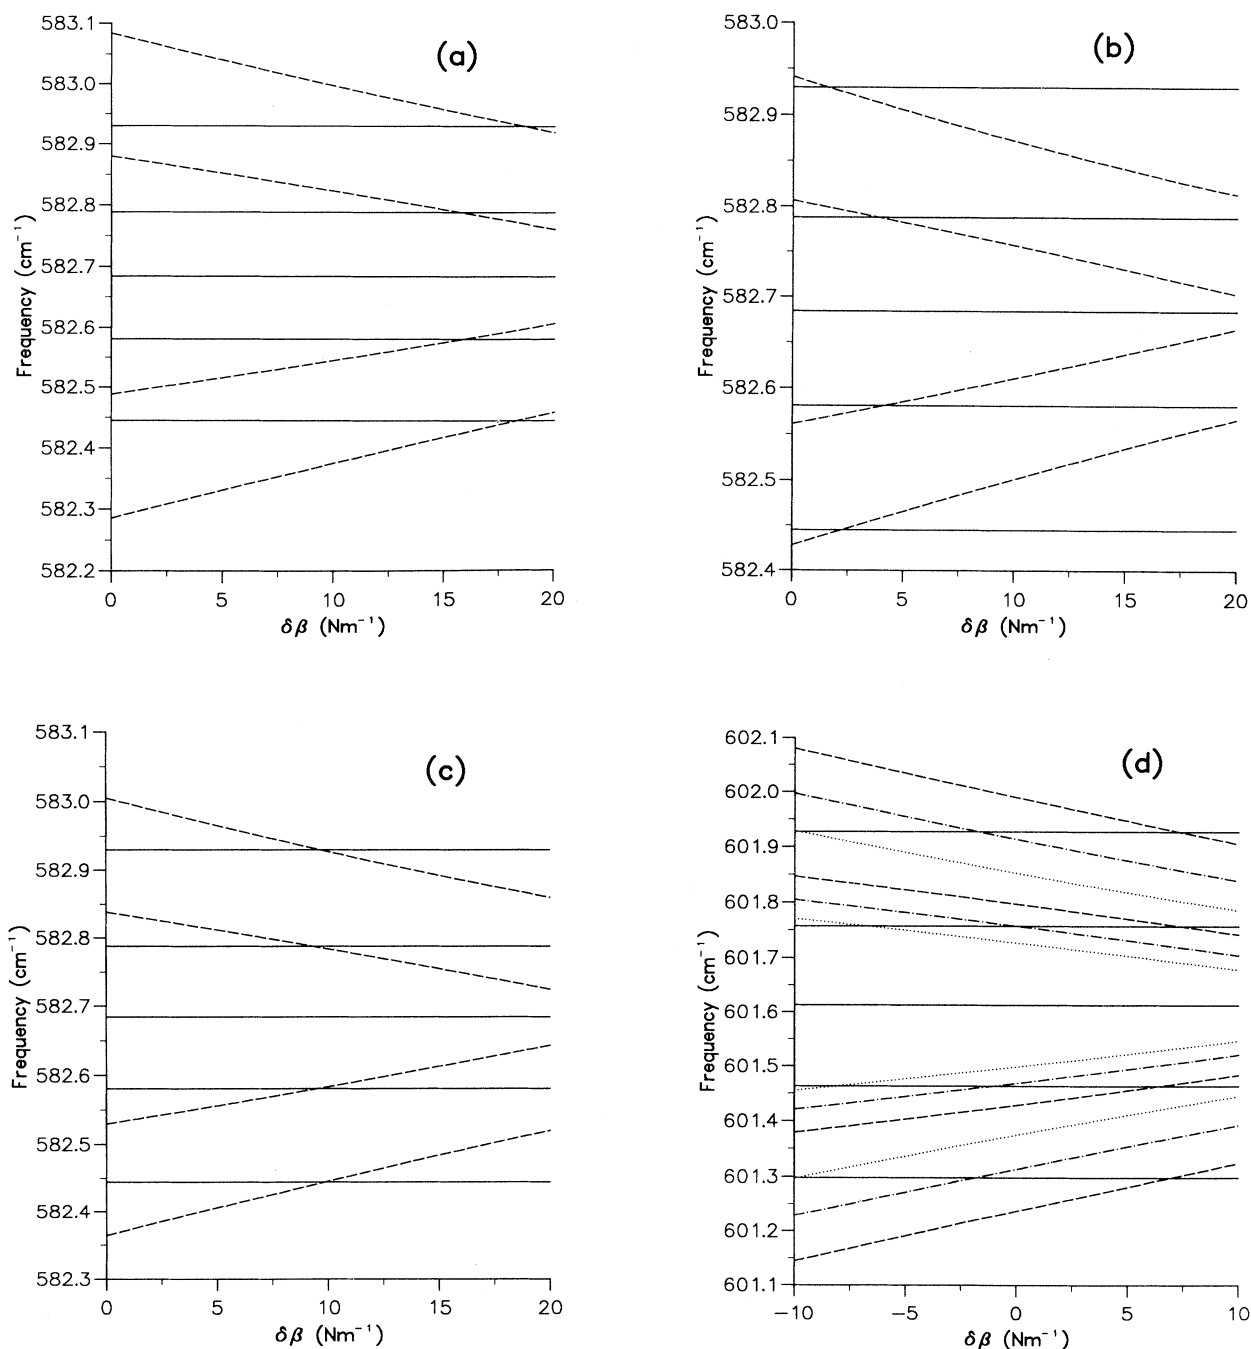 (a)
583.1
583.0
582.9
582.8
582.7
582.6
582.5
582.4
582.3
582.2
Frequency (cm⁻¹)
0 5 10 15 20
δβ (Nm⁻¹)
(b)
583.0
582.9
582.8
582.7
582.6
582.5
582.4
Frequency (cm⁻¹)
0 5 10 15 20
δβ (Nm⁻¹)
(c)
583.1
583.0
582.9
582.8
582.7
582.6
582.5
582.4
582.3
Frequency (cm⁻¹)
0 5 10 15 20
δβ (Nm⁻¹)
(d)
602.1
602.0
601.9
601.8
601.7
601.6
601.5
601.4
601.3
601.2
601.1
Frequency (cm⁻¹)
−10 −5 0 5 10
δβ (Nm⁻¹)